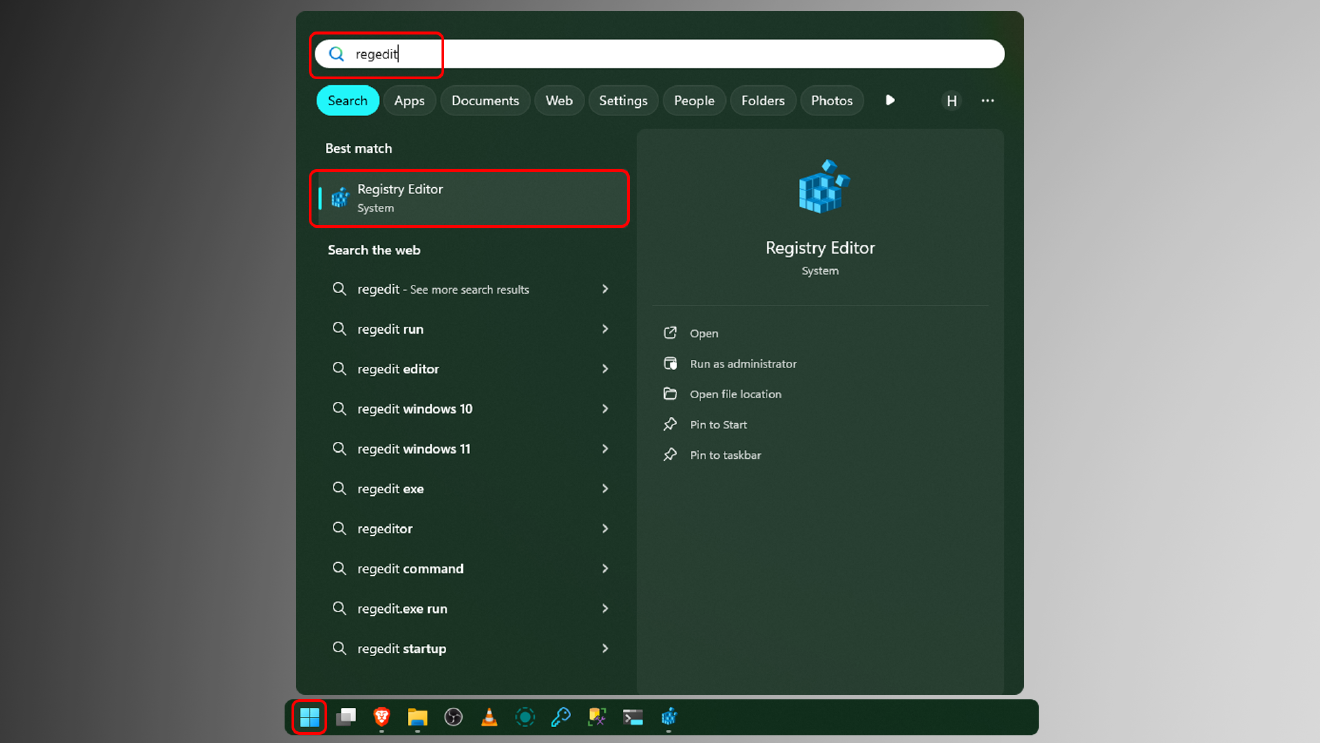 regedit
Search Apps Documents Web Settings People Folders Photos H ...
Best match
Registry Editor
System
Search the web
regedit - See more search results
regedit run
regedit editor
regedit windows 10
regedit windows 11
regedit exe
regeditor
regedit command
regedit.exe run
regedit startup
Registry Editor
System
Open
Run as administrator
Open file location
Pin to Start
Pin to taskbar